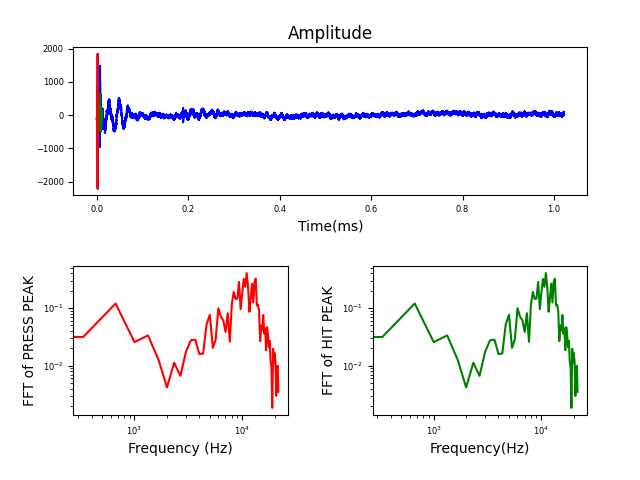 Amplitude
2000
1000
0
−1000
−2000
0.0 0.2 0.4 0.6 0.8 1.0
Time(ms)
FFT of PRESS PEAK
10⁻¹
10⁻²
10³ 10⁴
Frequency (Hz)
FFT of HIT PEAK
10⁻¹
10⁻²
10³ 10⁴
Frequency(Hz)